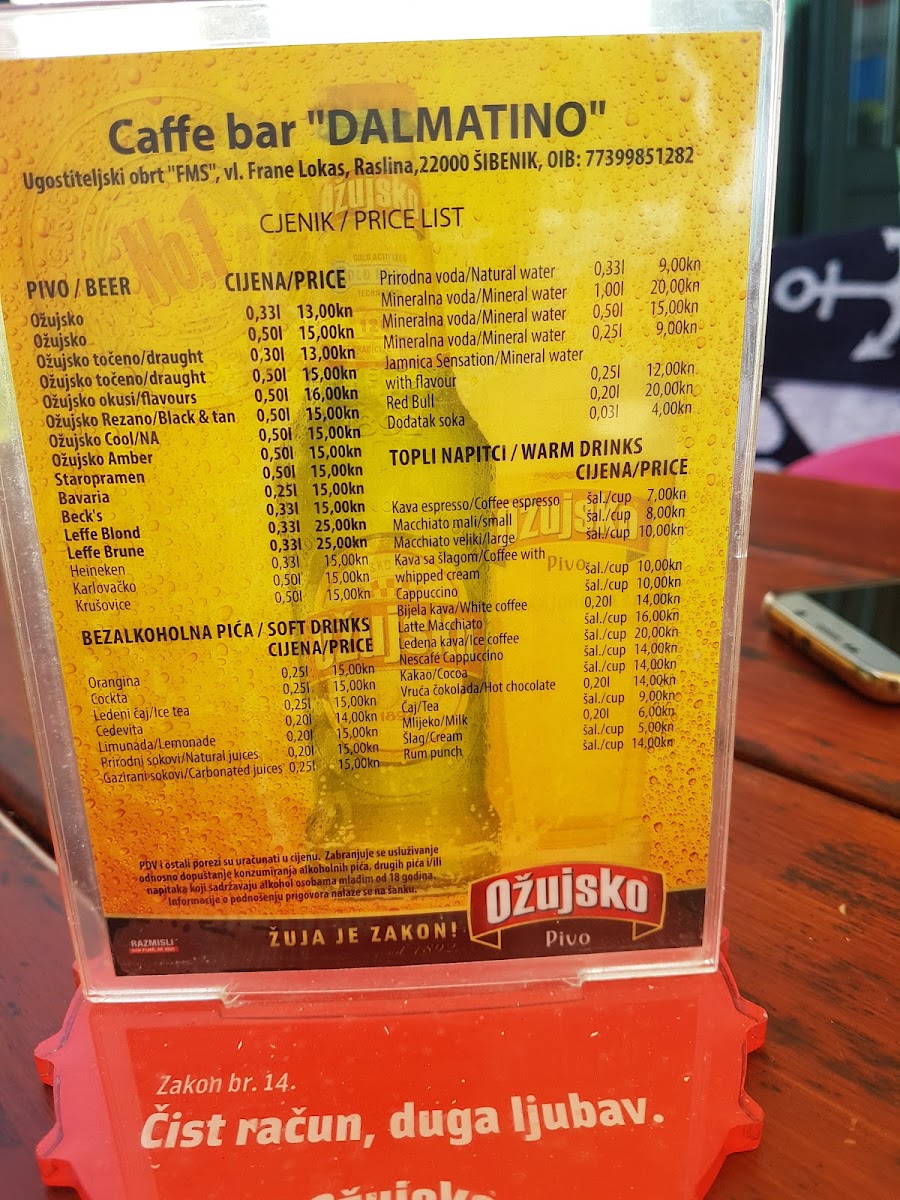 Caffe bar "DALMATINO"
Ugostiteljski obrt "FMS", vl. Frane Lokas, Raslina,22000 ŠIBENIK, OIB: 77399851282
CJENIK / PRICE LIST
PIVO / BEER CIJENA/PRICE
Ožujsko 0,33l 13,00kn
Ožujsko 0,50l 15,00kn
Ožujsko točeno/draught 0,30l 13,00kn
Ožujsko točeno/draught 0,50l 15,00kn
Ožujsko okusi/flavours 0,50l 16,00kn
Ožujsko Rezano/Black & tan 0,50l 15,00kn
Ožujsko Cool/NA 0,50l 15,00kn
Ožujsko Amber 0,50l 15,00kn
Staropramen 0,50l 15,00kn
Bavaria 0,25l 15,00kn
Beck's 0,33l 15,00kn
Leffe Blond 0,33l 25,00kn
Leffe Brune 0,33l 25,00kn
Heineken 0,33l 15,00kn
Karlovačko 0,50l 15,00kn
Krušovice 0,50l 15,00kn
BEZALKOHOLNA PIĆA / SOFT DRINKS
CIJENA/PRICE
Orangina 0,25l 15,00kn
Cockta 0,25l 15,00kn
Ledeni čaj/Ice tea 0,25l 15,00kn
Cedevita 0,20l 14,00kn
Limunada/Lemonade 0,20l 15,00kn
Prirodni sokovi/Natural juices 0,20l 15,00kn
Gazirani sokovi/Carbonated juices 0,25l 15,00kn
Prirodna voda/Natural water 0,33l 9,00kn
Mineralna voda/Mineral water 1,00l 20,00kn
Mineralna voda/Mineral water 0,50l 15,00kn
Mineralna voda/Mineral water 0,25l 9,00kn
Jamnica Sensation/Mineral water
with flavour 0,25l 12,00kn
Red Bull 0,20l 20,00kn
Dodatak soka 0,03l 4,00kn
TOPLI NAPITCI / WARM DRINKS
CIJENA/PRICE
Kava espresso/Coffee espresso šal./cup 7,00kn
Macchiato mali/small šal./cup 8,00kn
Macchiato veliki/large šal./cup 10,00kn
Kava sa šlagom/Coffee with
whipped cream šal./cup 10,00kn
Cappuccino šal./cup 10,00kn
Bijela kava/White coffee 0,20l 14,00kn
Latte Macchiato šal./cup 16,00kn
Ledena kava/Ice coffee šal./cup 20,00kn
Nescafé Cappuccino šal./cup 14,00kn
Kakao/Cocoa šal./cup 14,00kn
Vruća čokolada/Hot chocolate 0,20l 14,00kn
Čaj/Tea šal./cup 9,00kn
Mlijeko/Milk 0,20l 6,00kn
Šlag/Cream šal./cup 5,00kn
Rum punch šal./cup 14,00kn
PDV i ostali porezi su uračunati u cijenu. Zabranjuje se usluživanje
odnosno dopuštanje konzumiranja alkoholnih pića, drugih pića i/ili
napitaka koji sadržavaju alkohol osobama mlađim od 18 godina.
Informacije o podnošenju prigovora nalaze se na šanku.
RAZMISLI
ŽUJA JE ZAKON!
Ožujsko
Pivo
No.1
Ožujsko
Ožujsko
Pivo
Zakon br. 14.
Čist račun, duga ljubav.
Ožujsko